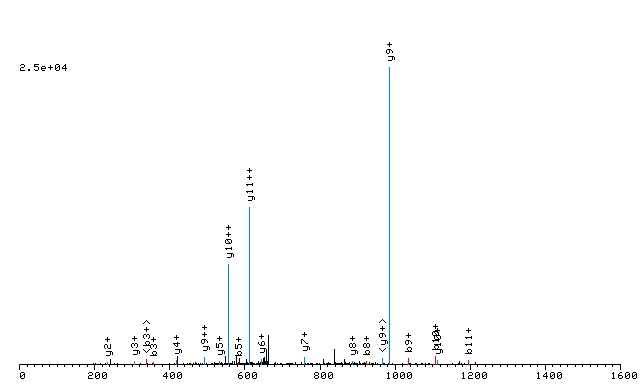 y9+
2.5e+04
y11++
y10++
y2+
y3+
<b3+>
b3+
y4+
y9++
y5+
b5+
y6+
y7+
y8+
b8+
<y9+>
b9+
b11+
0 200 400 600 800 1000 1200 1400 1600